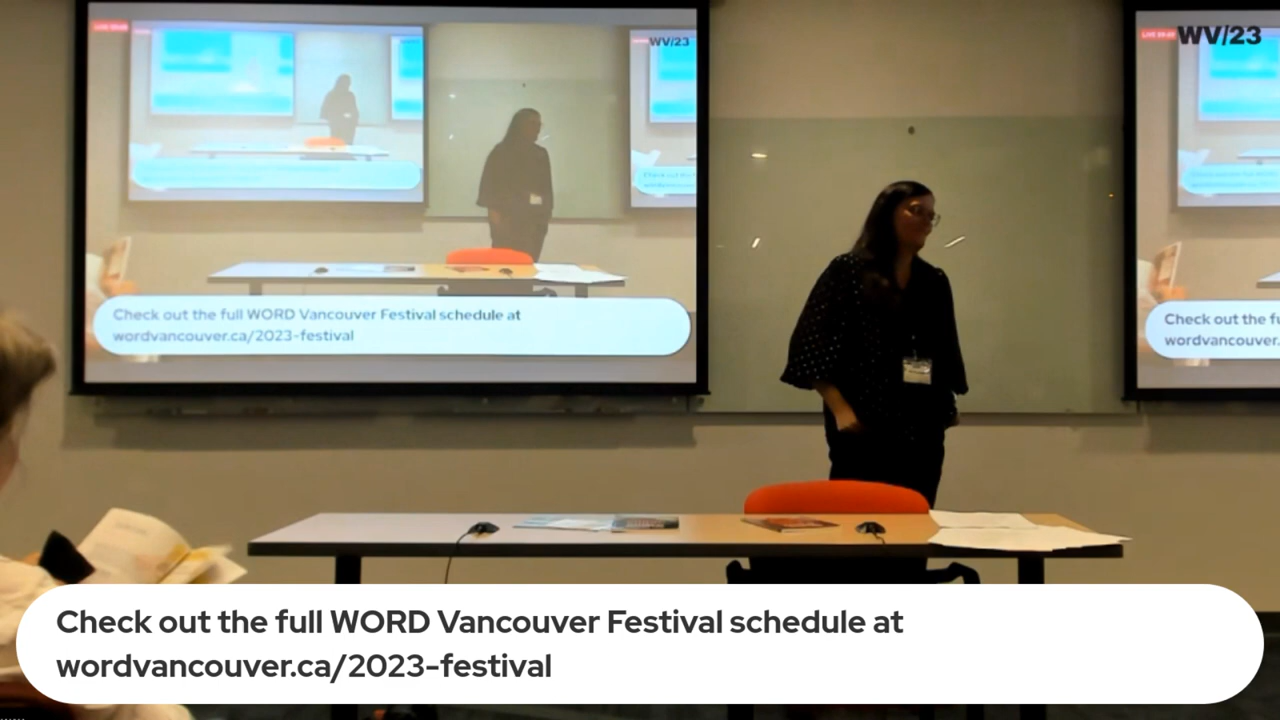 WV/23
WV/23
Check out the full WORD Vancouver Festival schedule at
wordvancouver.ca/2023-festival
Check out the fu
wordvancouver.
Check out the full WORD Vancouver Festival schedule at
wordvancouver.ca/2023-festival